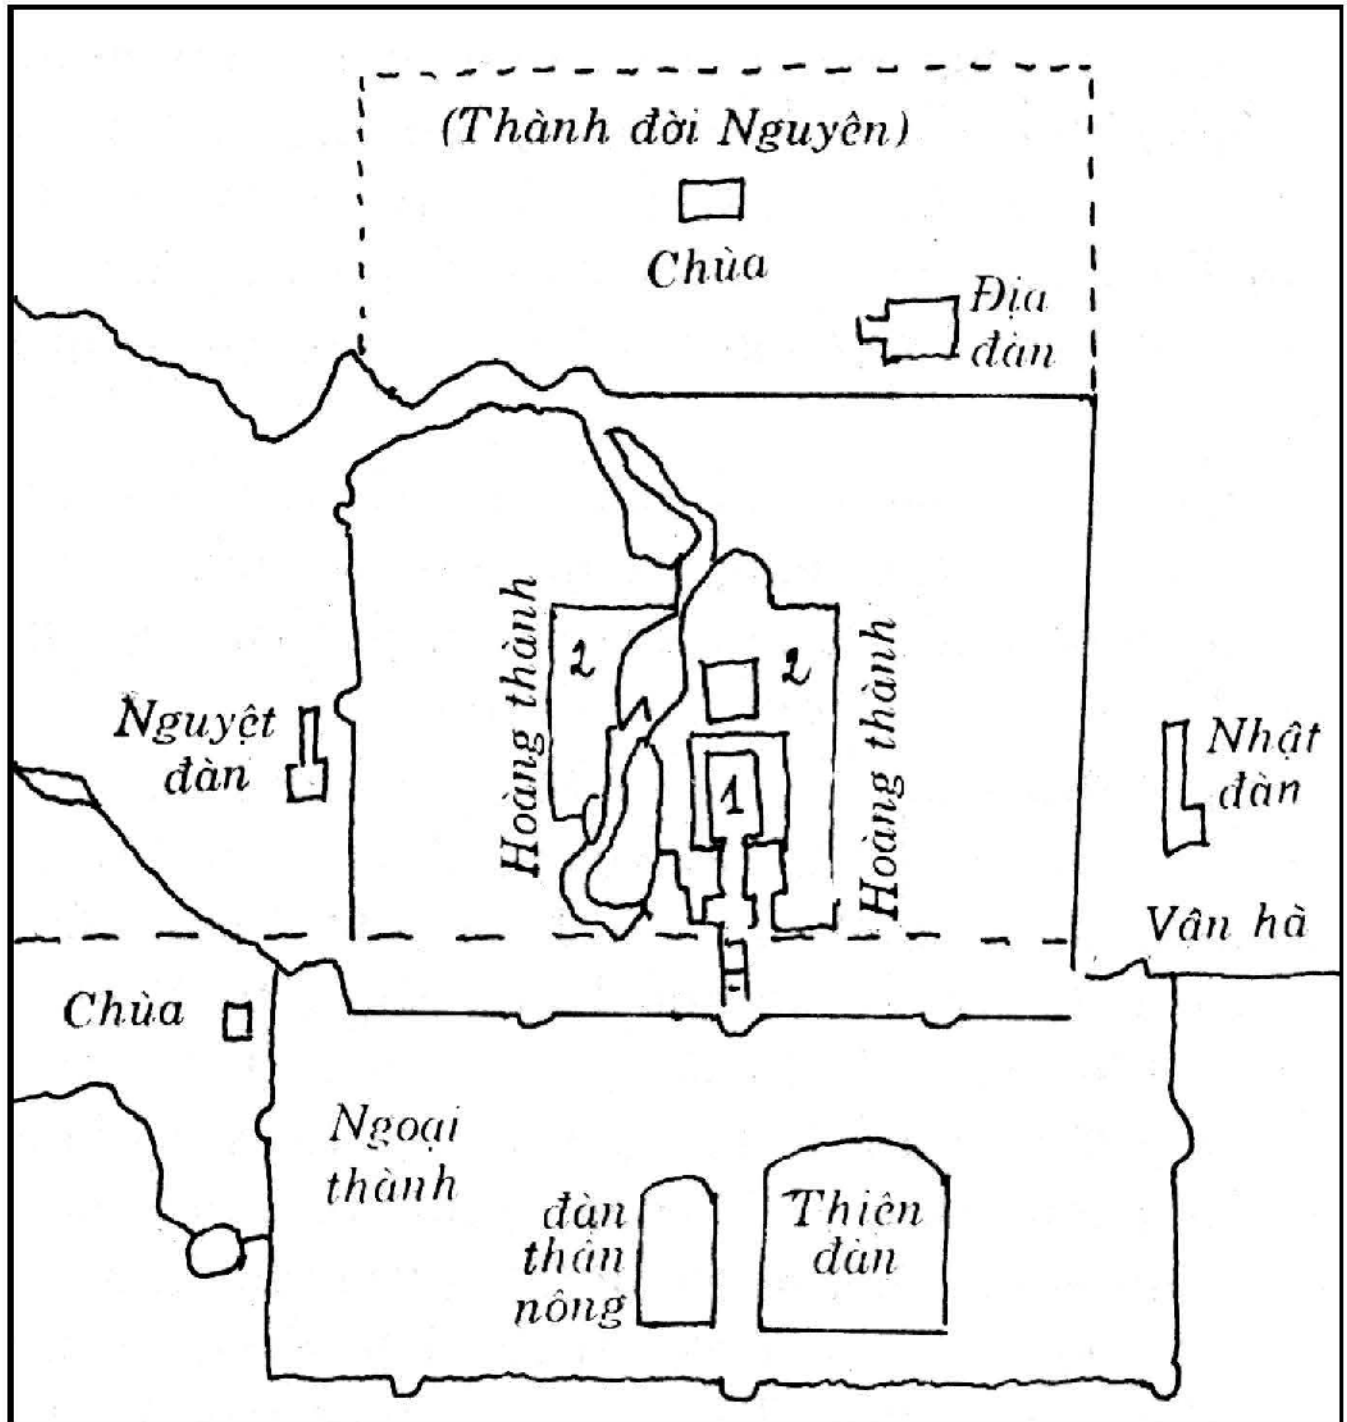 (Thành đời Nguyên)
Chùa
Địa
đàn
Hoàng thành
2
2
Hoàng thành
Nguyệt
đàn
1
Nhật
đàn
Vân hà
Chùa
Ngoại
thành
đàn
thần
nông
Thiên
đàn